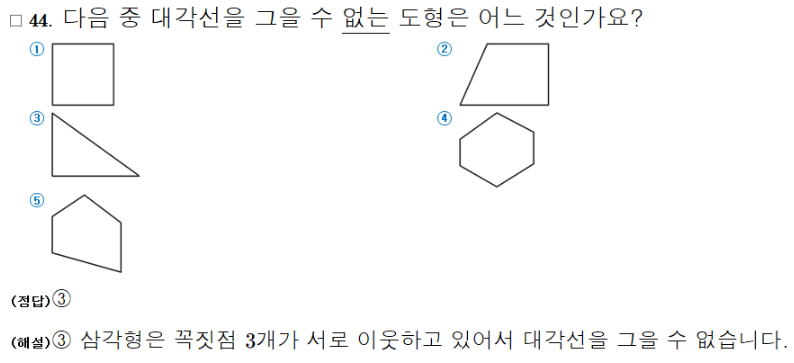 □ 44. 다음 중 대각선을 그을 수 없는 도형은 어느 것인가요?
① ②
③ ④
⑤
(정답)③
(해설)③ 삼각형은 꼭짓점 3개가 서로 이웃하고 있어서 대각선을 그을 수 없습니다.